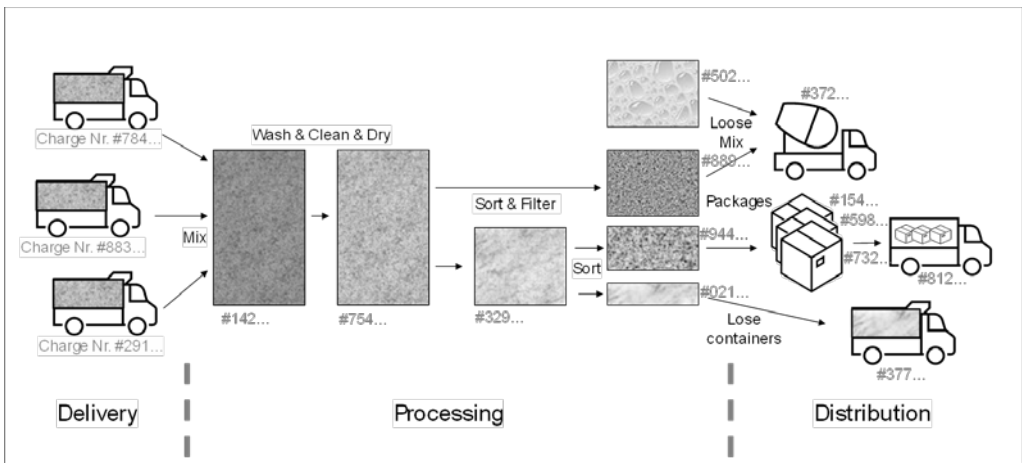 Charge Nr. #784...
Charge Nr. #883...
Charge Nr. #291...
Mix
Wash & Clean & Dry
#142...
#754...
Sort & Filter
#329...
Sort
#502...
#889...
#944...
#021...
Loose
Mix
Packages
Lose
containers
#372...
#154...
#598...
#732...
#812...
#377...
Delivery
Processing
Distribution